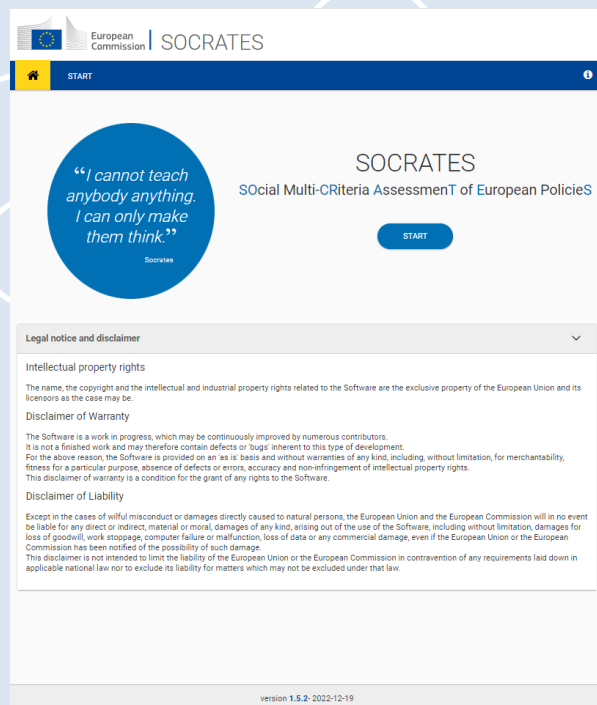 European
Commission
SOCRATES
START
“I cannot teach
anybody anything.
I can only make
them think.”
Socrates
SOCRATES
SOcial Multi-CRiteria AssessmenT of European PolicieS
START
Legal notice and disclaimer
Intellectual property rights
The name, the copyright and the intellectual and industrial property rights related to the Software are the exclusive property of the European Union and its
licensors as the case may be.
Disclaimer of Warranty
The Software is a work in progress, which may be continuously improved by numerous contributors.
It is not a finished work and may therefore contain defects or 'bugs' inherent to this type of development.
For the above reason, the Software is provided on an 'as is' basis and without warranties of any kind, including, without limitation, for merchantability,
fitness for a particular purpose, absence of defects or errors, accuracy and non-infringement of intellectual property rights.
This disclaimer of warranty is a condition for the grant of any rights to the Software.
Disclaimer of Liability
Except in the cases of wilful misconduct or damages directly caused to natural persons, the European Union and the European Commission will in no event
be liable for any direct or indirect, material or moral, damages of any kind, arising out of the use of the Software, including without limitation, damages for
loss of goodwill, work stoppage, computer failure or malfunction, loss of data or any commercial damage, even if the European Union or the European
Commission has been notified of the possibility of such damage.
This disclaimer is not intended to limit the liability of the European Union or the European Commission in contravention of any requirements laid down in
applicable national law nor to exclude its liability for matters which may not be excluded under that law.
version 1.5.2- 2022-12-19